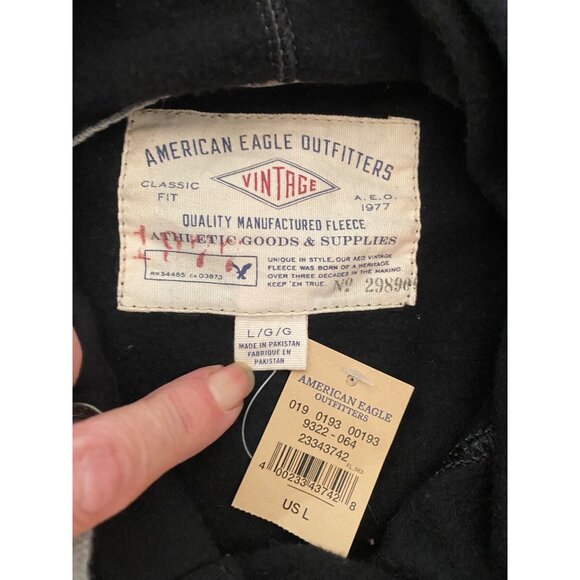 AMERICAN EAGLE OUTFITTERS
CLASSIC FIT
VINTAGE
A.E.O. 1977
QUALITY MANUFACTURED FLEECE
ATHLETIC GOODS & SUPPLIES
UNIQUE IN STYLE, OUR AEO VINTAGE
FLEECE WAS BORN OF A HERITAGE
OVER THREE DECADES IN THE MAKING.
KEEP 'EM TRUE.
RN54485 CA03873
Nº 29890
L/G/G
MADE IN PAKISTAN
FABRIQUÉ EN
PAKISTAN
AMERICAN EAGLE
OUTFITTERS
019 0193 00193
9322 - 064
23343742
FL_503
4 00233 43742 8
US L